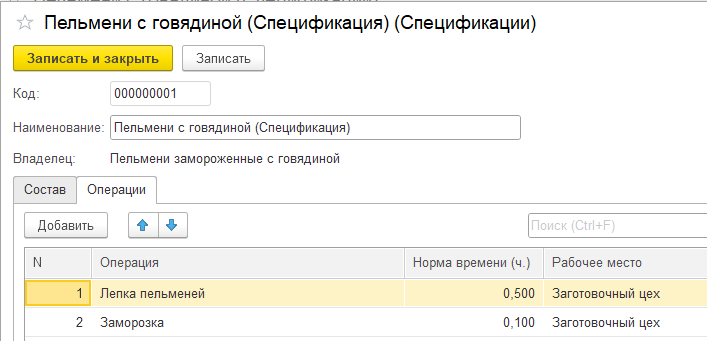 Пельмени с говядиной (Спецификация) (Спецификации)
Записать и закрыть Записать
Код: 000000001
Наименование: Пельмени с говядиной (Спецификация)
Владелец: Пельмени замороженные с говядиной
Состав Операции
Добавить Поиск (Ctrl+F)
N Операция Норма времени (ч.) Рабочее место
1 Лепка пельменей 0,500 Заготовочный цех
2 Заморозка 0,100 Заготовочный цех